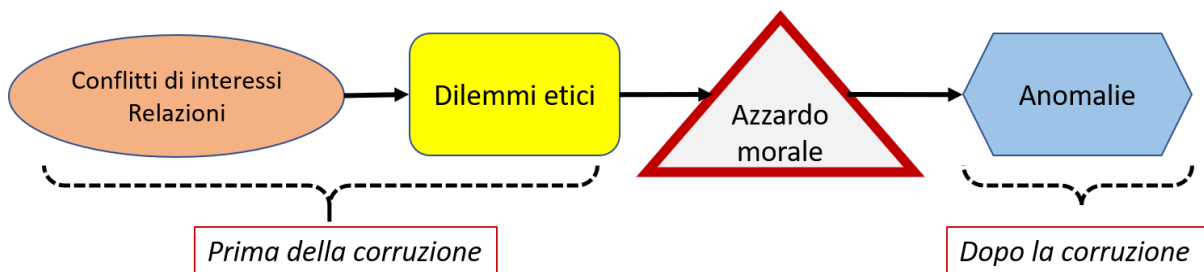 Conflitti di interessi
Relazioni
Dilemmi etici
Azzardo
morale
Anomalie
Prima della corruzione
Dopo la corruzione